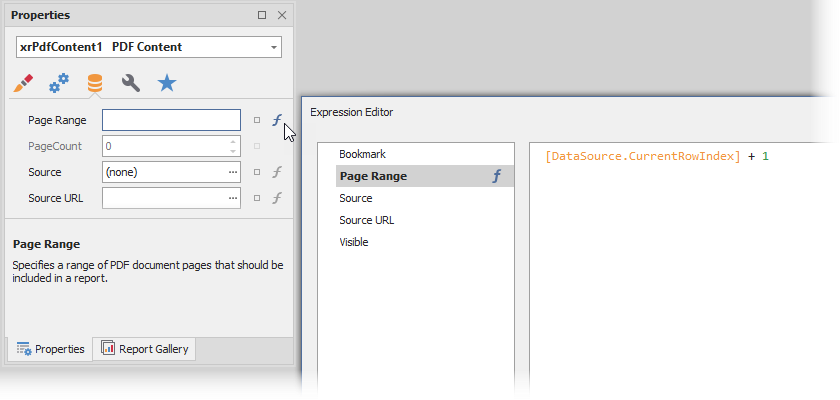 Properties
xrPdfContent1 PDF Content
Page Range
PageCount 0
Source (none) ...
Source URL ...
Page Range
Specifies a range of PDF document pages that should be
included in a report.
Properties Report Gallery
Expression Editor
Bookmark
Page Range
Source
Source URL
Visible
[DataSource.CurrentRowIndex] + 1